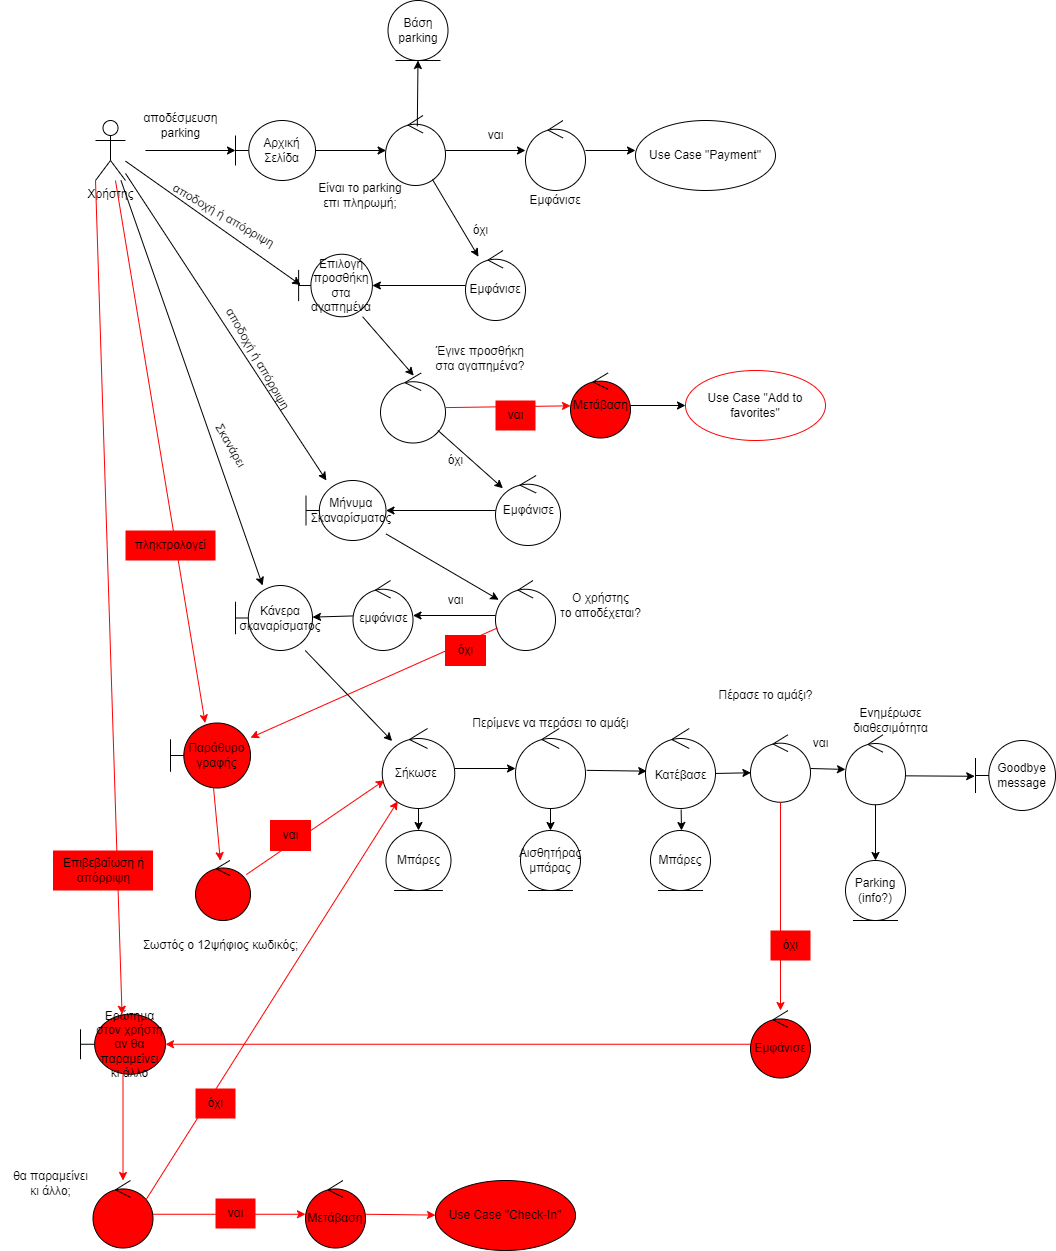 Βάση
parking
αποδέσμευση
parking
Αρχική
Σελίδα
ναι
Use Case "Payment"
Είναι το parking
επι πληρωμή;
Εμφάνισε
Χρήστης
αποδοχή ή απόρριψη
όχι
Επιλογή
προσθήκη
στα
αγαπημένα
Εμφάνισε
αποδοχή ή απόρριψη
Έγινε προσθήκη
στα αγαπημένα?
ναι
Μετάβαση
Use Case "Add to
favorites"
Σκανάρει
όχι
Μήνυμα
Σκαναρίσματος
Εμφάνισε
πληκτρολογεί
Κάνερα
σκαναρίσματος
εμφάνισε
ναι
Ο χρήστης
το αποδέχεται?
όχι
Παράθυρο
γραφής
Σήκωσε
Περίμενε να περάσει το αμάξι
Κατέβασε
Πέρασε το αμάξι?
ναι
Ενημέρωσε
διαθεσιμότητα
Goodbye
message
Μπάρες
Αισθητήρας
μπάρας
Μπάρες
Parking
(info?)
ναι
Επιβεβαίωση ή
απόρριψη
Σωστός ο 12ψήφιος κωδικός;
όχι
Ερώτημα
στον χρήστη
αν θα
παραμείνει
κι άλλο
Εμφάνισε
όχι
θα παραμείνει
κι άλλο;
ναι
Μετάβαση
Use Case "Check-In"